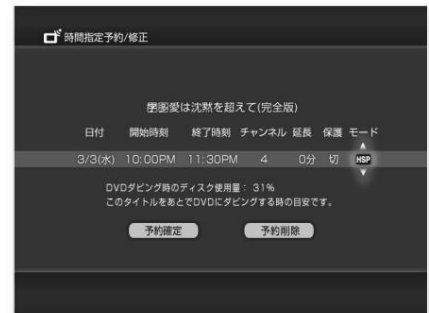 時間指定予約/修正
愛は沈黙を超えて(完全版)
日付 開始時刻 終了時刻 チャンネル 延長 保護 モード
3/3(水) 10:00PM 11:30PM 4 0分 切 HSP
DVDダビング時のディスク使用量： 31%
このタイトルをあとでDVDにダビングする時の目安です。
予約確定 予約削除